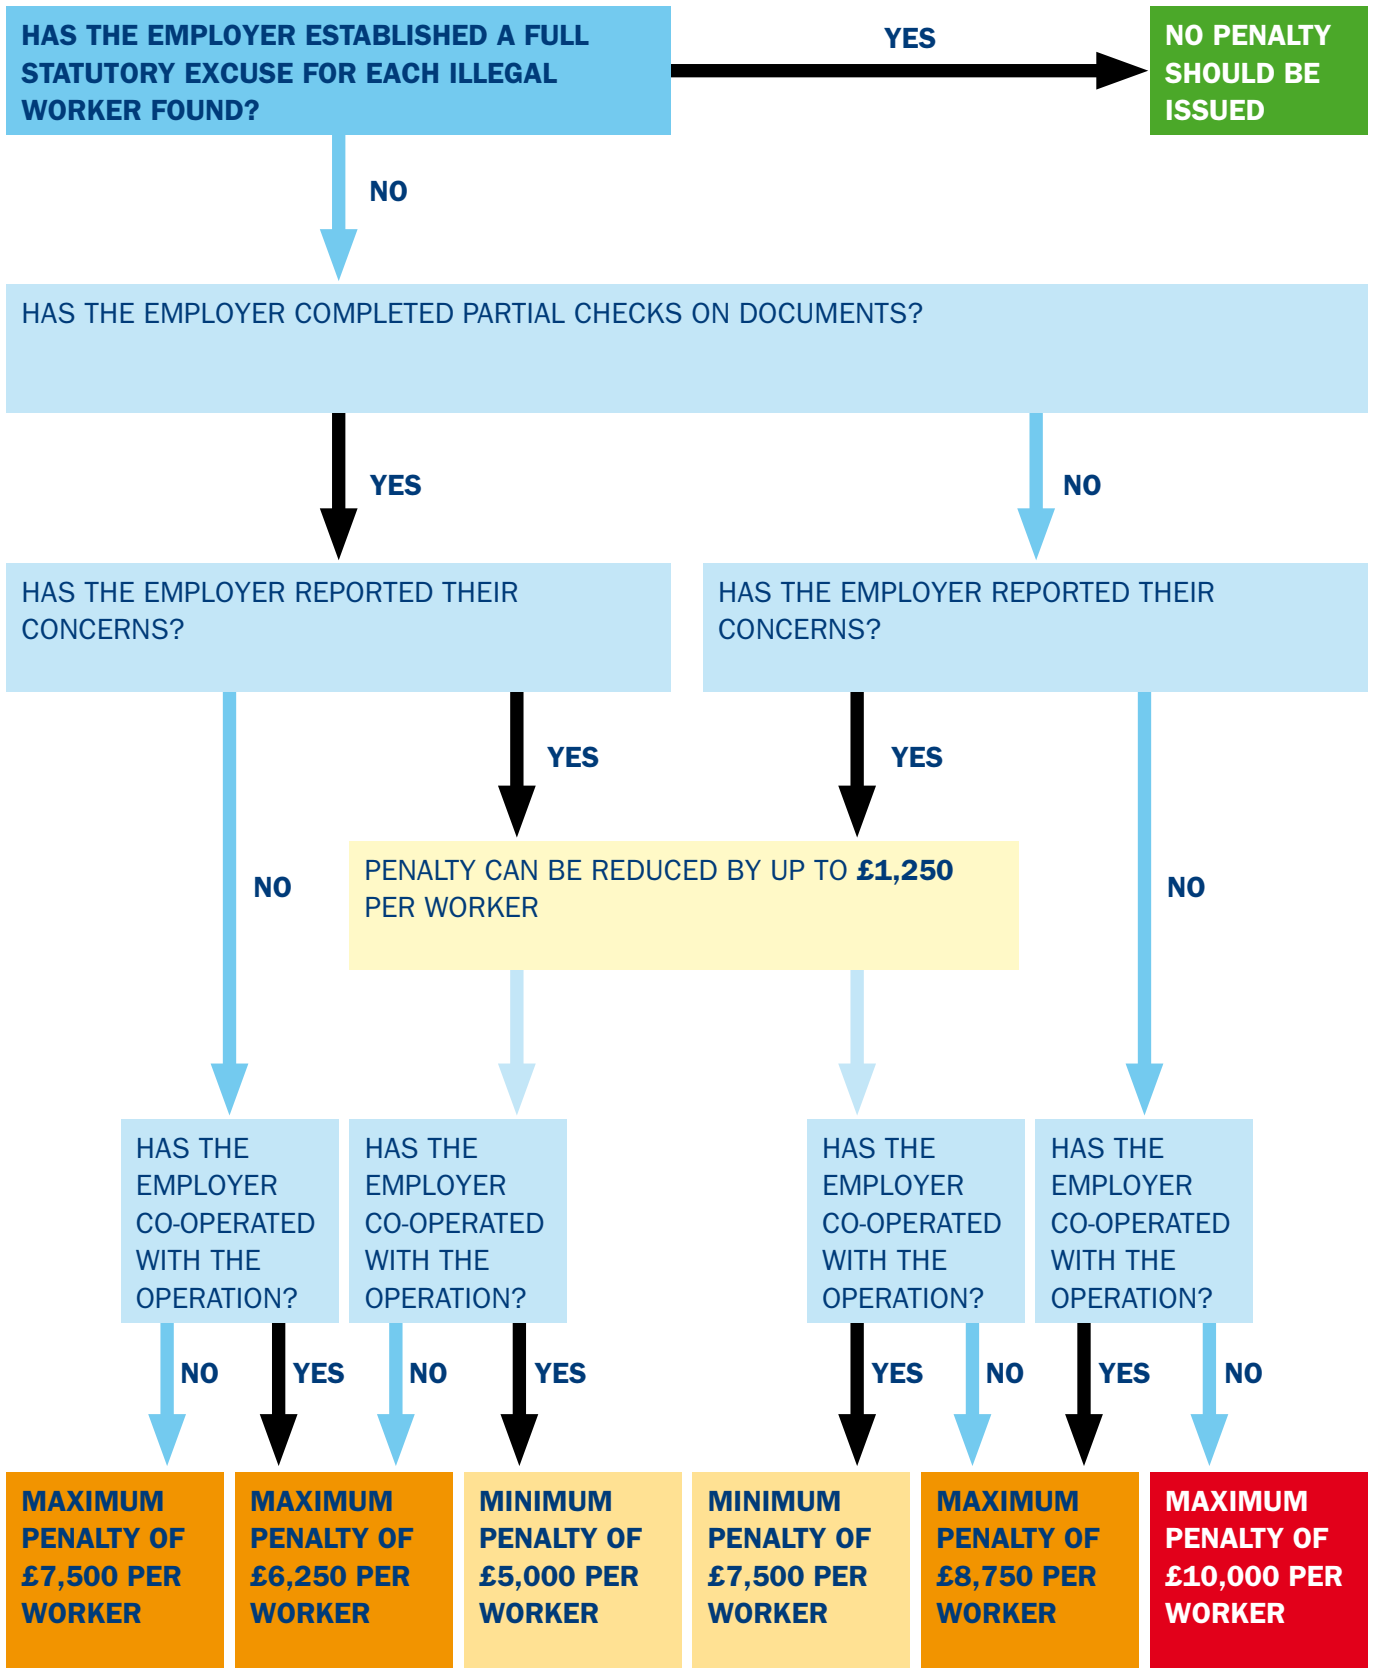 HAS THE EMPLOYER ESTABLISHED A FULL
STATUTORY EXCUSE FOR EACH ILLEGAL
WORKER FOUND?
YES
NO PENALTY
SHOULD BE
ISSUED
NO
HAS THE EMPLOYER COMPLETED PARTIAL CHECKS ON DOCUMENTS?
YES
NO
HAS THE EMPLOYER REPORTED THEIR
CONCERNS?
HAS THE EMPLOYER REPORTED THEIR
CONCERNS?
YES
YES
PENALTY CAN BE REDUCED BY UP TO £1,250
PER WORKER
NO
NO
HAS THE
EMPLOYER
CO-OPERATED
WITH THE
OPERATION?
HAS THE
EMPLOYER
CO-OPERATED
WITH THE
OPERATION?
HAS THE
EMPLOYER
CO-OPERATED
WITH THE
OPERATION?
HAS THE
EMPLOYER
CO-OPERATED
WITH THE
OPERATION?
NO
YES
NO
YES
YES
NO
YES
NO
MAXIMUM
PENALTY OF
£7,500 PER
WORKER
MAXIMUM
PENALTY OF
£6,250 PER
WORKER
MINIMUM
PENALTY OF
£5,000 PER
WORKER
MINIMUM
PENALTY OF
£7,500 PER
WORKER
MAXIMUM
PENALTY OF
£8,750 PER
WORKER
MAXIMUM
PENALTY OF
£10,000 PER
WORKER